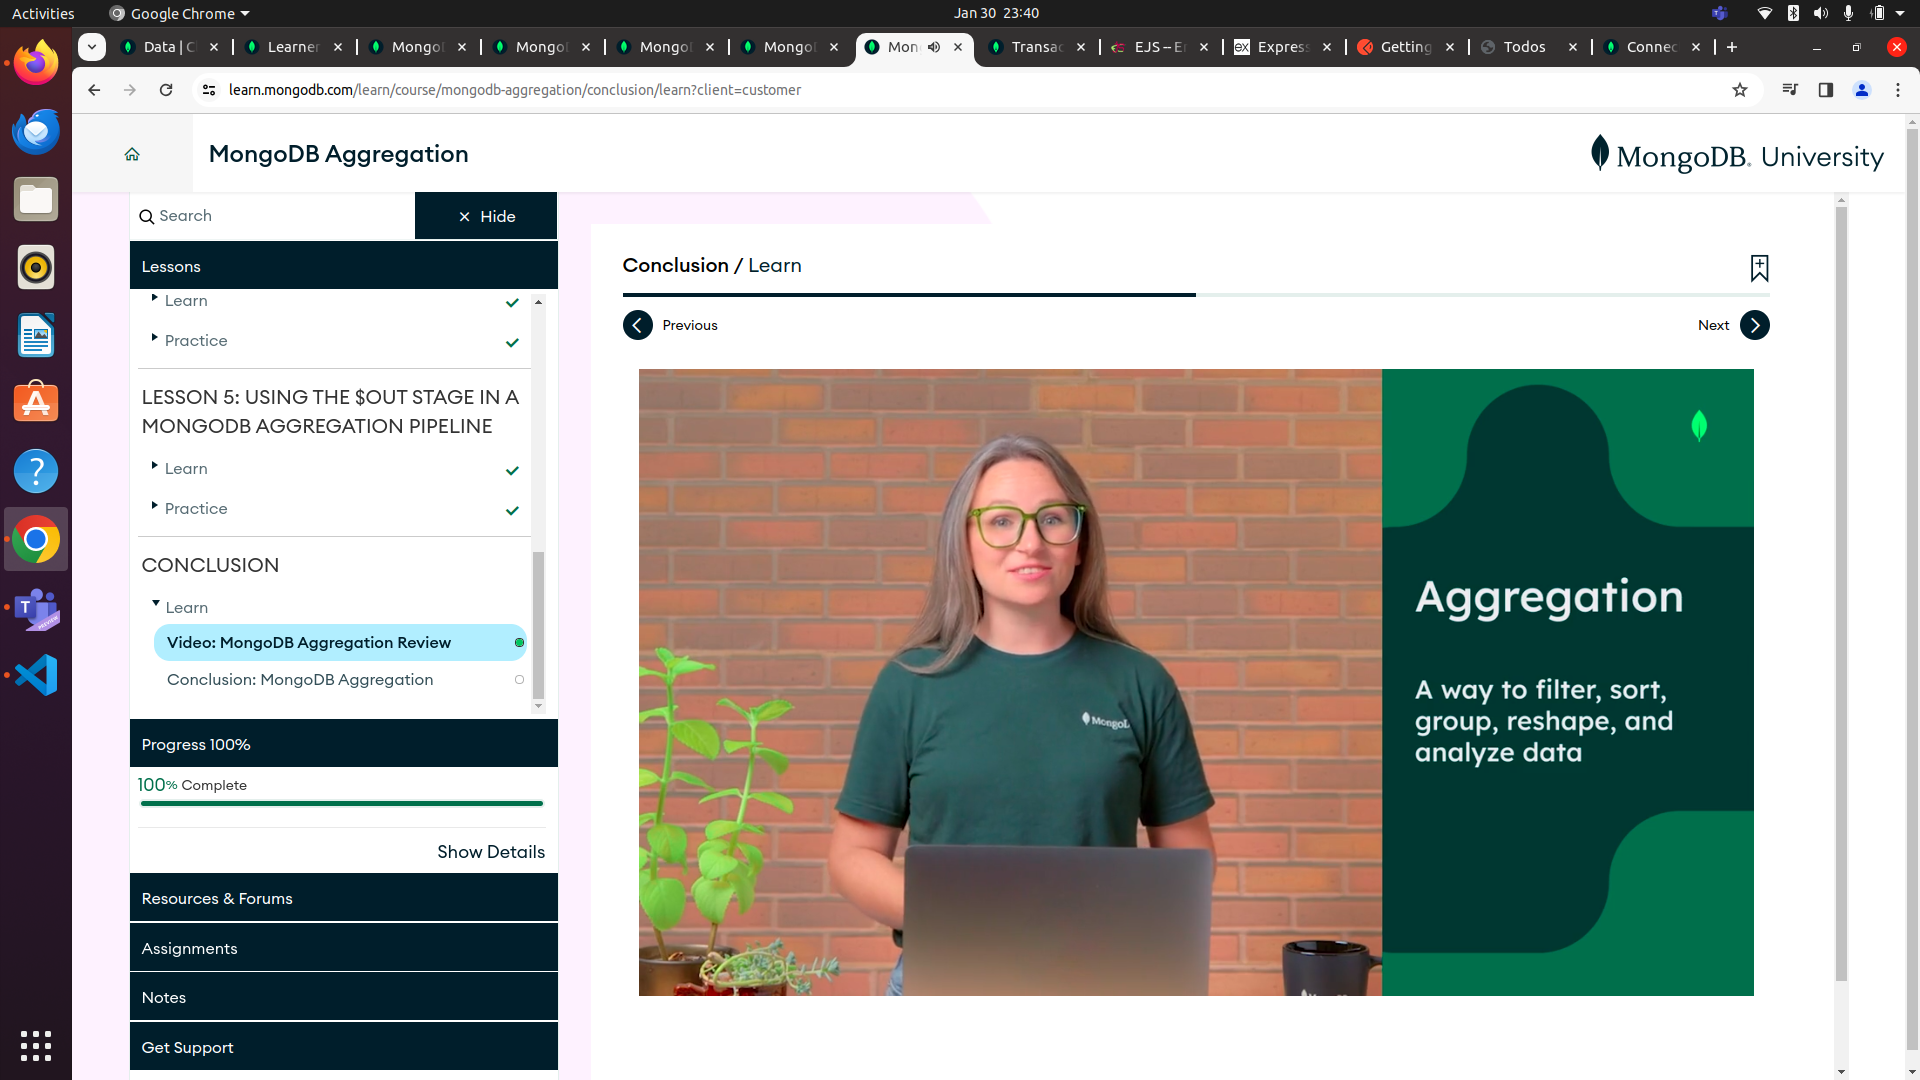 Activities
Google Chrome
Jan 30 23:40
Data | C
Learner
Mongo
Mongo
Mongo
Mongo
Mon
Transac
EJS -- E
Express
Getting
Todos
Connec
learn.mongodb.com/learn/course/mongodb-aggregation/conclusion/learn?client=customer
MongoDB Aggregation
MongoDB. University
Search
Hide
Lessons
Learn
Practice
LESSON 5: USING THE $OUT STAGE IN A
MONGODB AGGREGATION PIPELINE
Learn
Practice
CONCLUSION
Learn
Video: MongoDB Aggregation Review
Conclusion: MongoDB Aggregation
Progress 100%
100% Complete
Show Details
Resources & Forums
Assignments
Notes
Get Support
Conclusion / Learn
Previous
Next
Aggregation
A way to filter, sort,
group, reshape, and
analyze data